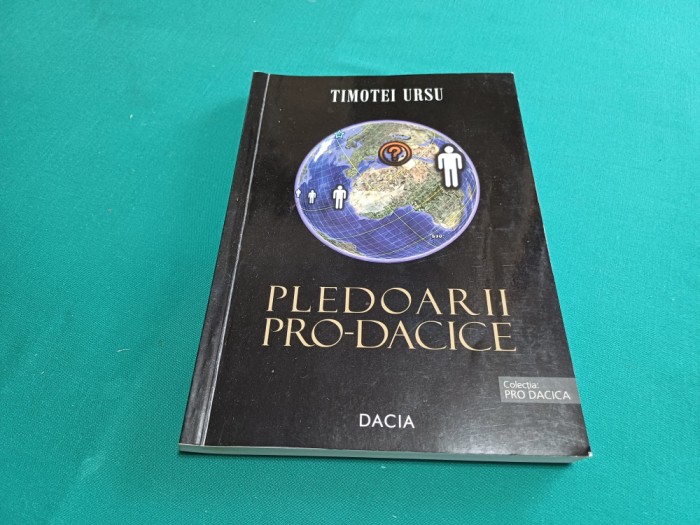 TIMOTEI URSU
?
PLEDOARII
PRO-DACICE
Colecția:
PRO DACICA
DACIA